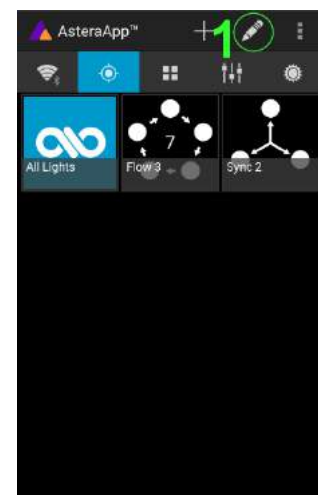 AsteraApp™
1
7
All Lights
Flow 3
Sync 2